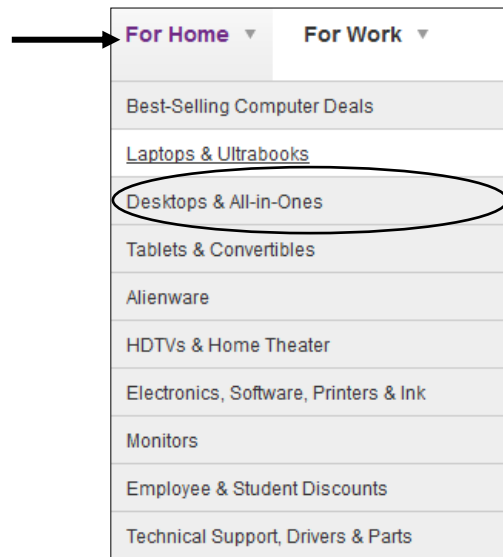 For Home ▼ For Work ▼
Best-Selling Computer Deals
Laptops & Ultrabooks
Desktops & All-in-Ones
Tablets & Convertibles
Alienware
HDTVs & Home Theater
Electronics, Software, Printers & Ink
Monitors
Employee & Student Discounts
Technical Support, Drivers & Parts